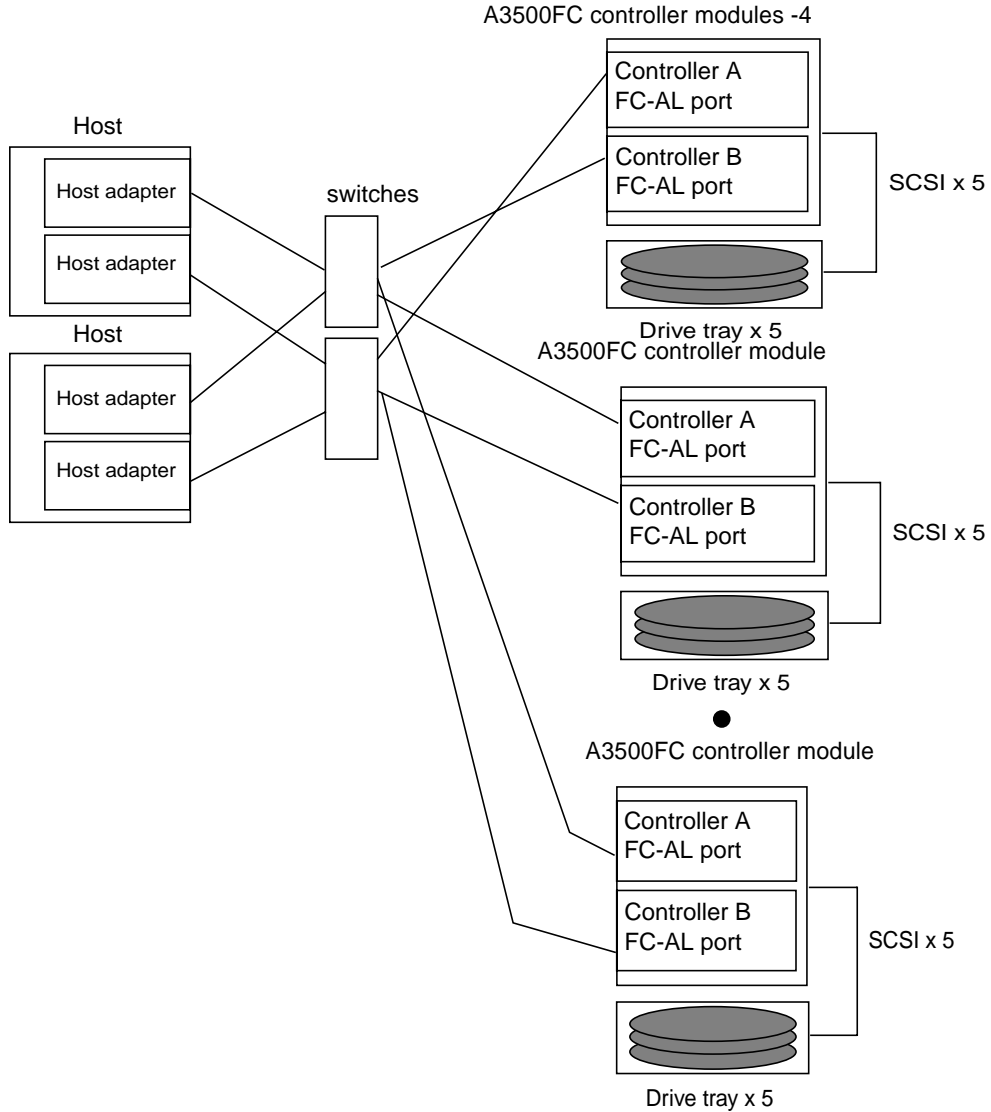 A3500FC controller modules -4
Controller A
FC-AL port
Controller B
FC-AL port
SCSI x 5
Drive tray x 5
Host
Host adapter
Host adapter
switches
Host
Host adapter
Host adapter
A3500FC controller module
Controller A
FC-AL port
Controller B
FC-AL port
SCSI x 5
Drive tray x 5
A3500FC controller module
Controller A
FC-AL port
Controller B
FC-AL port
SCSI x 5
Drive tray x 5